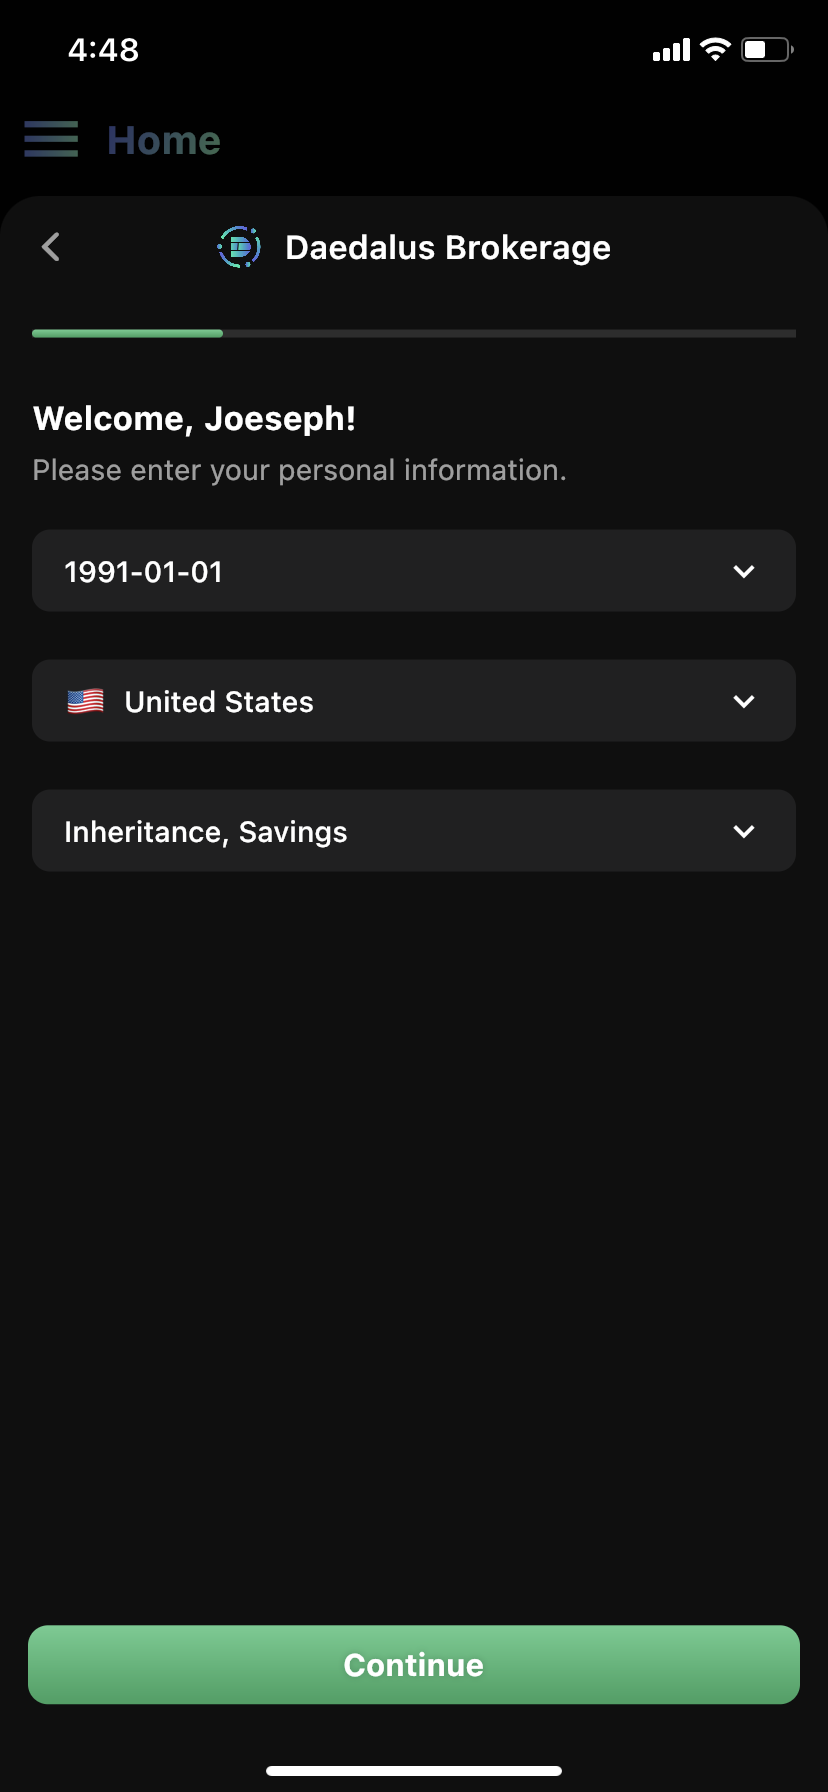 4:48
Home
Daedalus Brokerage
Welcome, Joeseph!
Please enter your personal information.
1991-01-01
United States
Inheritance, Savings
Continue